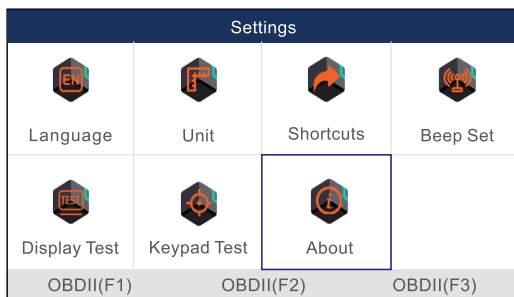 Settings
EN
Language
Unit
Shortcuts
Beep Set
TEST
Display Test
Keypad Test
i
About
OBDII(F1) OBDII(F2) OBDII(F3)